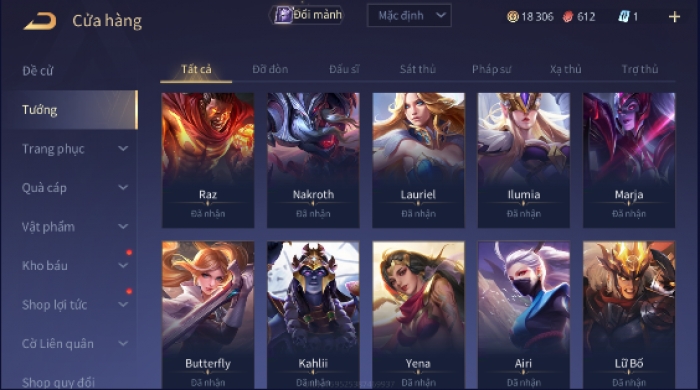 Cửa hàng
Đổi mảnh
Mặc định
18 306
612
1
Đề cử
Tướng
Trang phục
Quà cáp
Vật phẩm
Kho báu
Shop lợi tức
Cờ Liên quân
Shop quy đổi
Tất cả
Đỡ đòn
Đấu sĩ
Sát thủ
Pháp sư
Xạ thủ
Trợ thủ
Raz
Nakroth
Lauriel
Ilumia
Marja
Đã nhận
Đã nhận
Đã nhận
Đã nhận
Đã nhận
Butterfly
Kahlii
Yena
Airi
Lữ Bố
Đã nhận
Đã nhận
Đã nhận
Đã nhận
Đã nhận